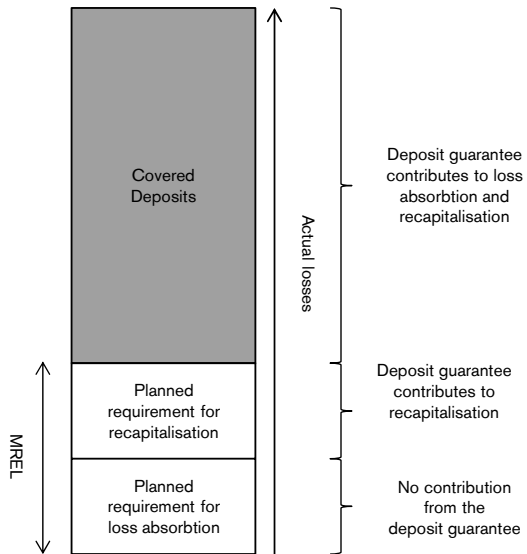 Covered
Deposits
Actual losses
Deposit guarantee
contributes to loss
absorbtion and
recapitalisation
MREL
Planned
requirement for
recapitalisation
Deposit guarantee
contributes to
recapitalisation
Planned
requirement for
loss absorbtion
No contribution
from the
deposit guarantee